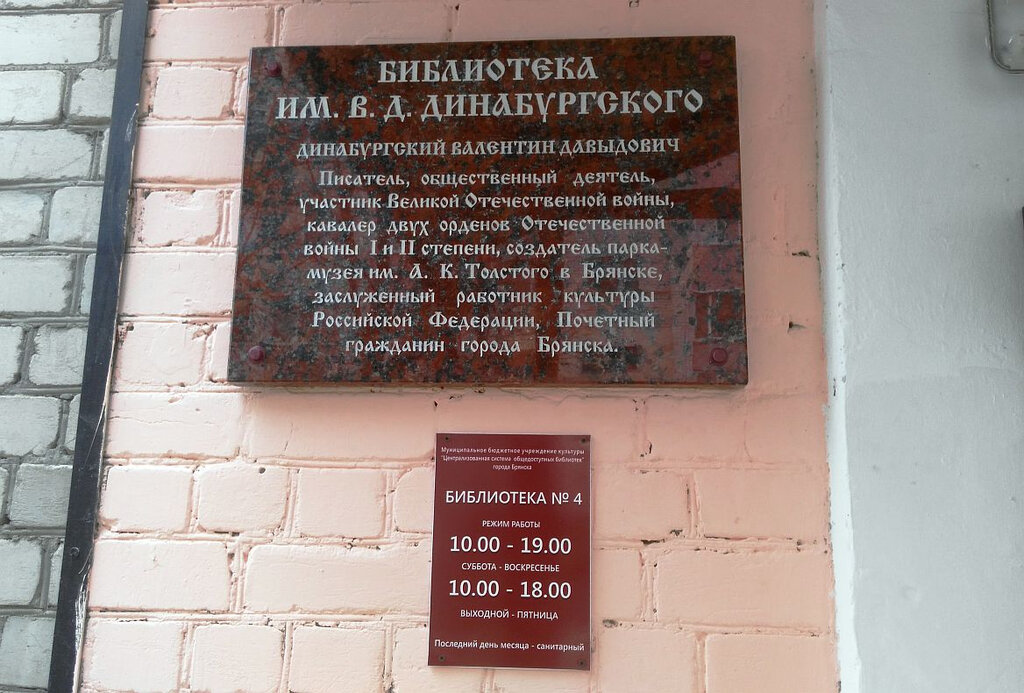 БИБЛИОТЕКА
ИМ. В. Д. ДИНАБУРГСКОГО
ДИНАБУРГСКИЙ ВАЛЕНТИН ДАВЫДОВИЧ
Писатель, общественный деятель,
участник Великой Отечественной войны,
кавалер двух орденов Отечественной
войны I и II степени, создатель парка-
музея им. А. К. Толстого в Брянске,
заслуженный работник культуры
Российской Федерации, Почетный
гражданин города Брянска.
Муниципальное бюджетное учреждение культуры
"Централизованная система общедоступных библиотек"
города Брянска
БИБЛИОТЕКА № 4
РЕЖИМ РАБОТЫ
10.00 - 19.00
СУББОТА - ВОСКРЕСЕНЬЕ
10.00 - 18.00
ВЫХОДНОЙ - ПЯТНИЦА
Последний день месяца - санитарный